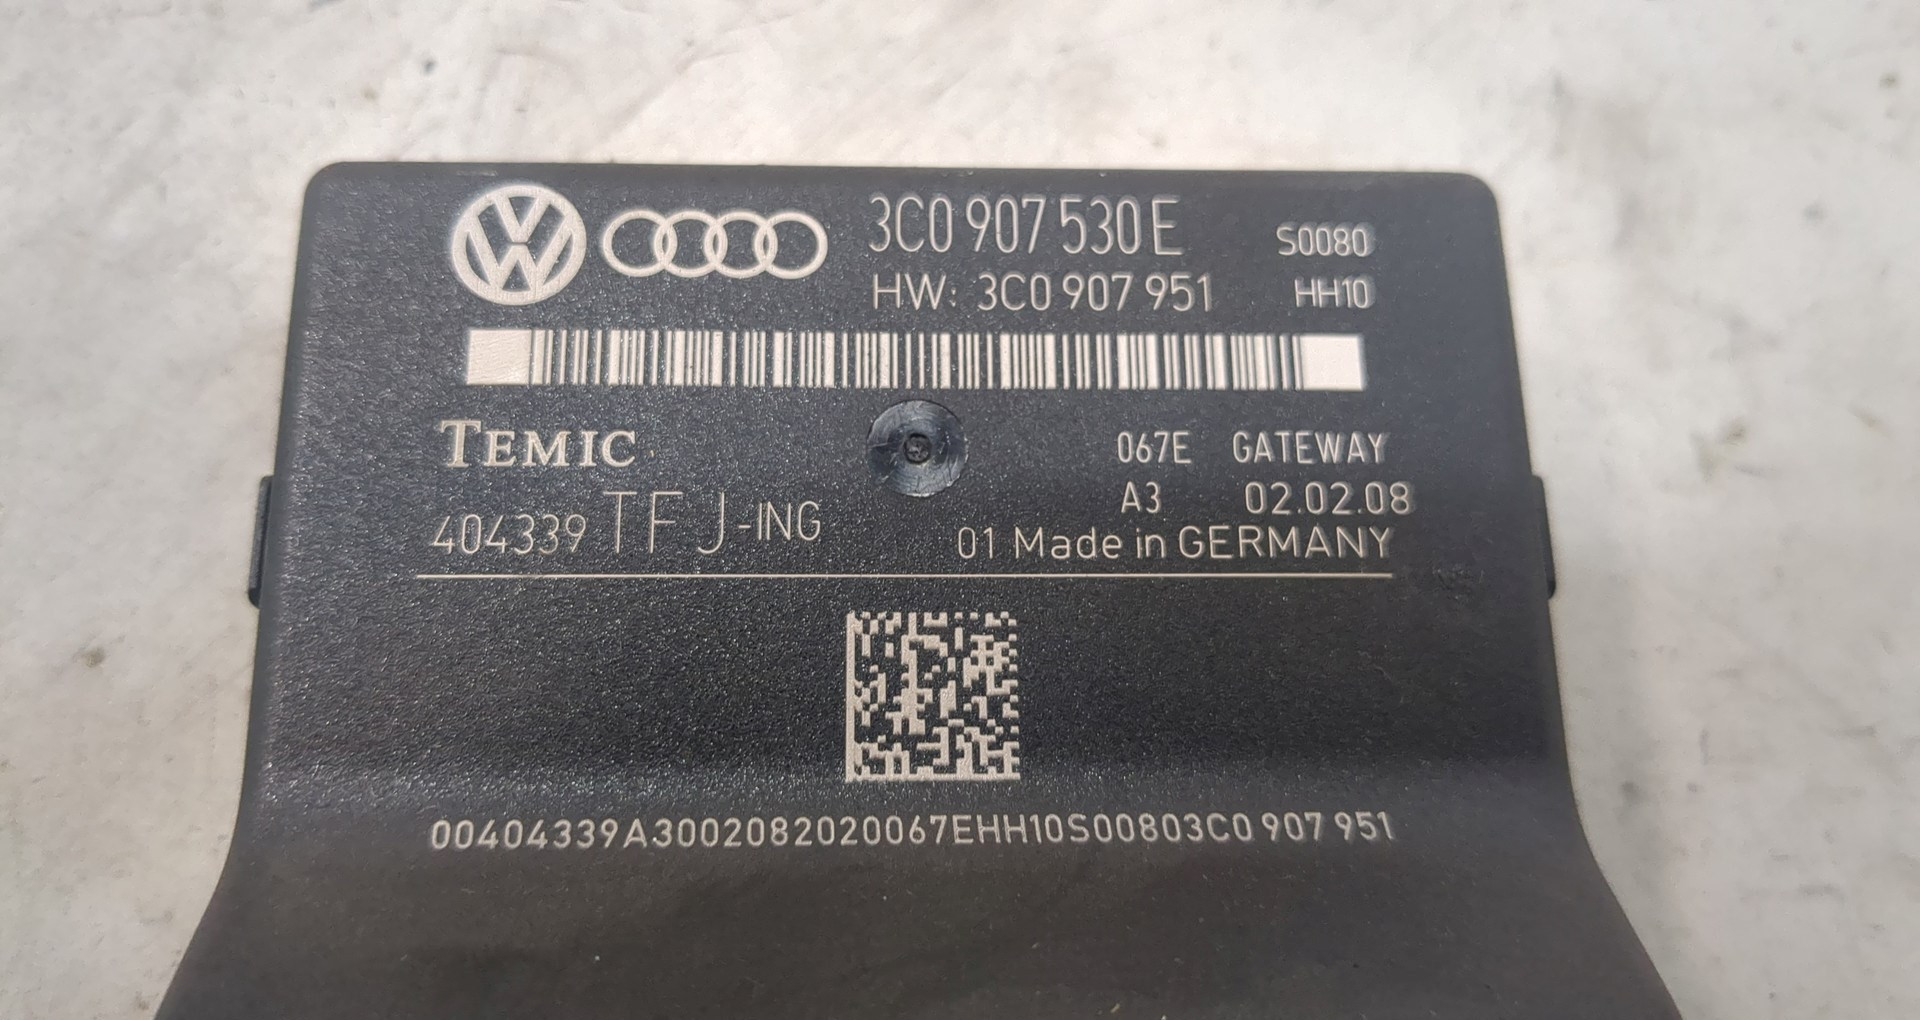 3C0 907 530 E S0080
HW: 3C0 907 951 HH10
TEMIC 067E GATEWAY
A3 02.02.08
404339 TFJ-ING 01 Made in GERMANY
00404339A3002082020067EHH10S00803C0 907 951